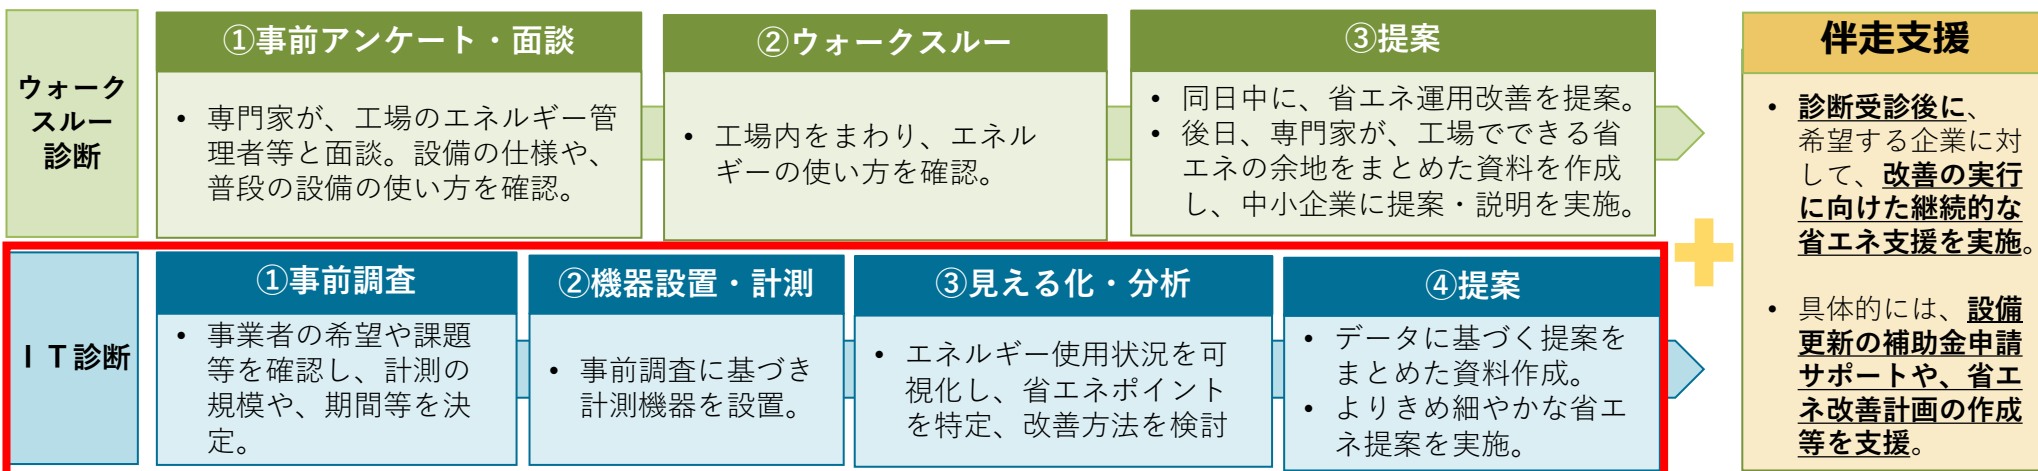 ウォーク
スルー
診断
①事前アンケート・面談
• 専門家が、工場のエネルギー管
理者等と面談。設備の仕様や、
普段の設備の使い方を確認。
②ウォークスルー
• 工場内をまわり、エネル
ギーの使い方を確認。
③提案
• 同日中に、省エネ運用改善を提案。
• 後日、専門家が、工場でできる省
エネの余地をまとめた資料を作成
し、中小企業に提案・説明を実施。
ＩＴ診断
①事前調査
• 事業者の希望や課題
等を確認し、計測の
規模や、期間等を決
定。
②機器設置・計測
• 事前調査に基づき
計測機器を設置。
③見える化・分析
• エネルギー使用状況を可
視化し、省エネポイント
を特定、改善方法を検討
④提案
• データに基づく提案を
まとめた資料作成。
• よりきめ細やかな省エ
ネ提案を実施。
伴走支援
• 診断受診後に、
希望する企業に対
して、改善の実行
に向けた継続的な
省エネ支援を実施。
• 具体的には、設備
更新の補助金申請
サポートや、省エ
ネ改善計画の作成
等を支援。